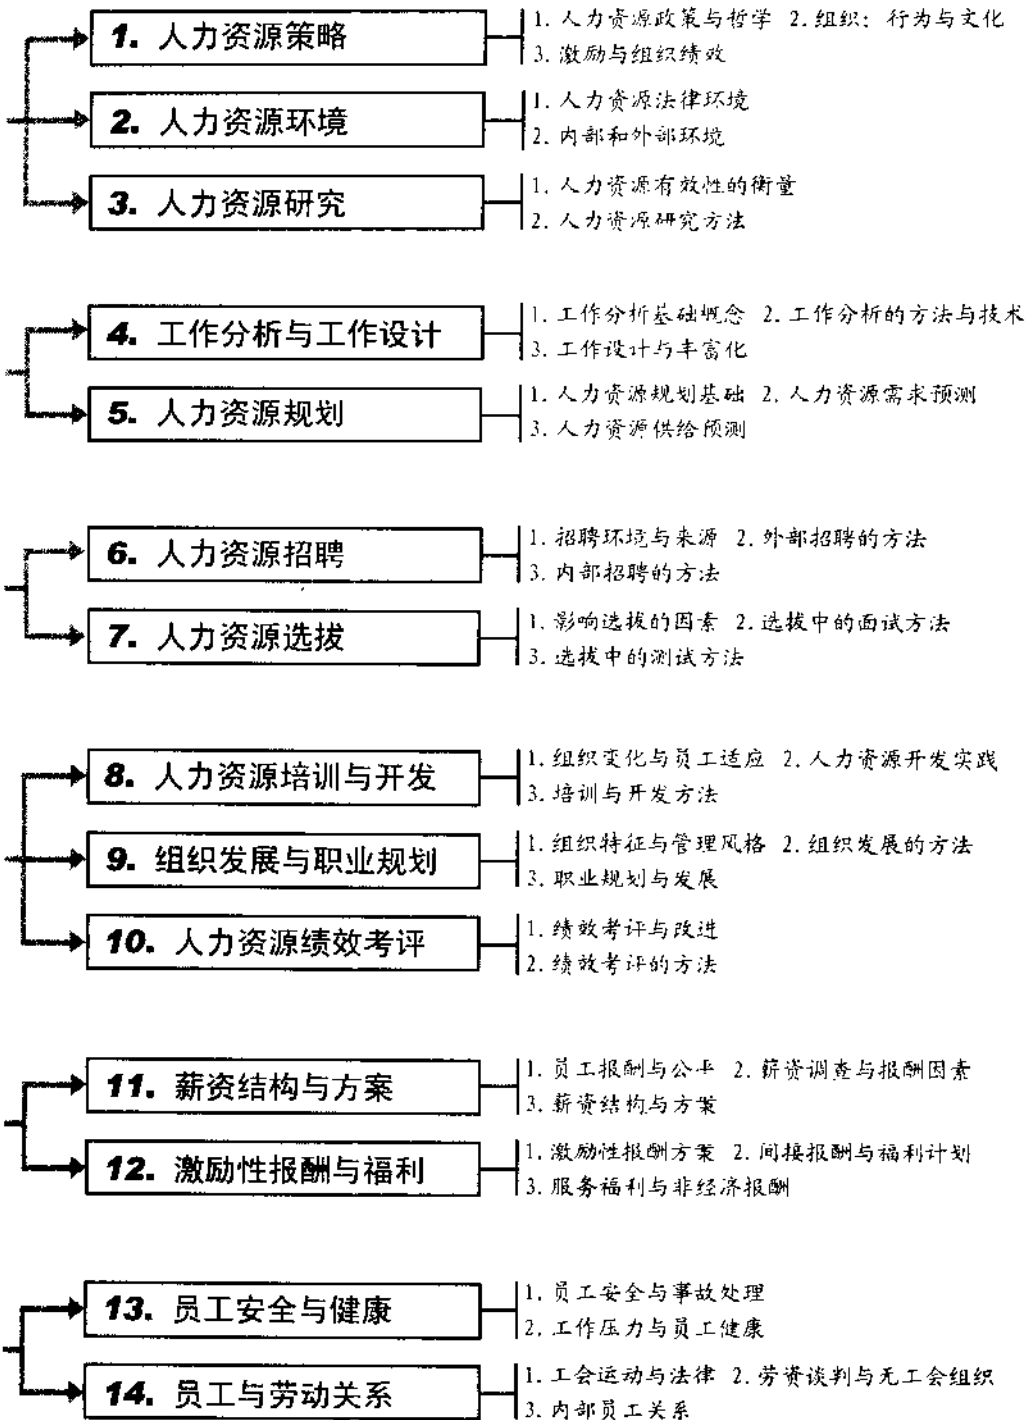 1. 人力资源策略
1. 人力资源政策与哲学 2. 组织：行为与文化
3. 激励与组织绩效
2. 人力资源环境
1. 人力资源法律环境
2. 内部和外部环境
3. 人力资源研究
1. 人力资源有效性的衡量
2. 人力资源研究方法
4. 工作分析与工作设计
1. 工作分析基础概念 2. 工作分析的方法与技术
3. 工作设计与丰富化
5. 人力资源规划
1. 人力资源规划基础 2. 人力资源需求预测
3. 人力资源供给预测
6. 人力资源招聘
1. 招聘环境与来源 2. 外部招聘的方法
3. 内部招聘的方法
7. 人力资源选拔
1. 影响选拔的因素 2. 选拔中的面试方法
3. 选拔中的测试方法
8. 人力资源培训与开发
1. 组织变化与员工适应 2. 人力资源开发实践
3. 培训与开发方法
9. 组织发展与职业规划
1. 组织特征与管理风格 2. 组织发展的方法
3. 职业规划与发展
10. 人力资源绩效考评
1. 绩效考评与改进
2. 绩效考评的方法
11. 薪资结构与方案
1. 员工报酬与公平 2. 薪资调查与报酬因素
3. 薪资结构与方案
12. 激励性报酬与福利
1. 激励性报酬方案 2. 间接报酬与福利计划
3. 服务福利与非经济报酬
13. 员工安全与健康
1. 员工安全与事故处理
2. 工作压力与员工健康
14. 员工与劳动关系
1. 工会运动与法律 2. 劳资谈判与无工会组织
3. 内部员工关系